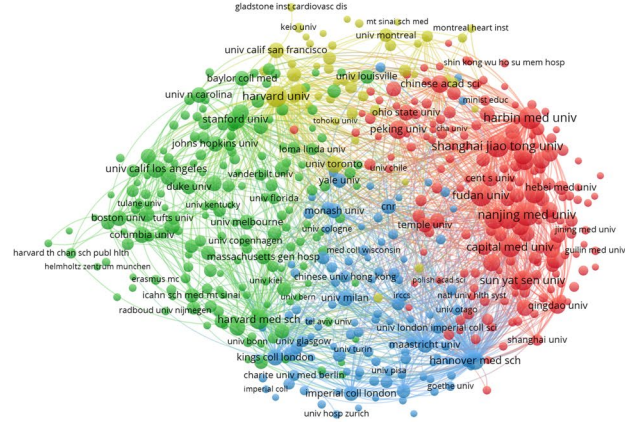 gladstone inst cardiovasc dis
mt sinai sch med
keio univ
montreal heart inst
univ montreal
univ calif san francisco
shin kong wu ho su mem hosp
baylor coll med
univ louisville
chinese acad sci
univ n carolina
harvard univ
minist educ
ohio state univ
stanford univ
tohoku univ
peking univ
cha univ
harbin med univ
johns hopkins univ
loma linda univ
shanghai jiao tong univ
univ toronto
univ chile
univ calif los angeles
vanderbilt univ
yale univ
cent s univ
duke univ
hebei med univ
univ florida
fudan univ
tulane univ
univ kentucky
monash univ
cnr
boston univ
tufts univ
univ melbourne
nanjing med univ
temple univ
columbia univ
univ cologne
jining med univ
univ copenhagen
capital med univ
harvard th chan sch publ hlth
massachusetts gen hosp
med coll wisconsin
guilin med univ
helmholtz zentrum munchen
erasmus mc
univ kiel
chinese univ hong kong
polish acad sci
sun yat sen univ
icahn sch med mt sinai
univ bern
univ milan
irccs
natl univ hlth syst
qingdao univ
radboud univ nijmegen
univ otago
harvard med sch
tel aviv univ
univ london imperial coll sci
univ bonn
univ glasgow
univ turin
maastricht univ
shanghai univ
kings coll london
hannover med sch
charite univ med berlin
univ pisa
imperial coll
imperial coll london
goethe univ
univ hosp zurich